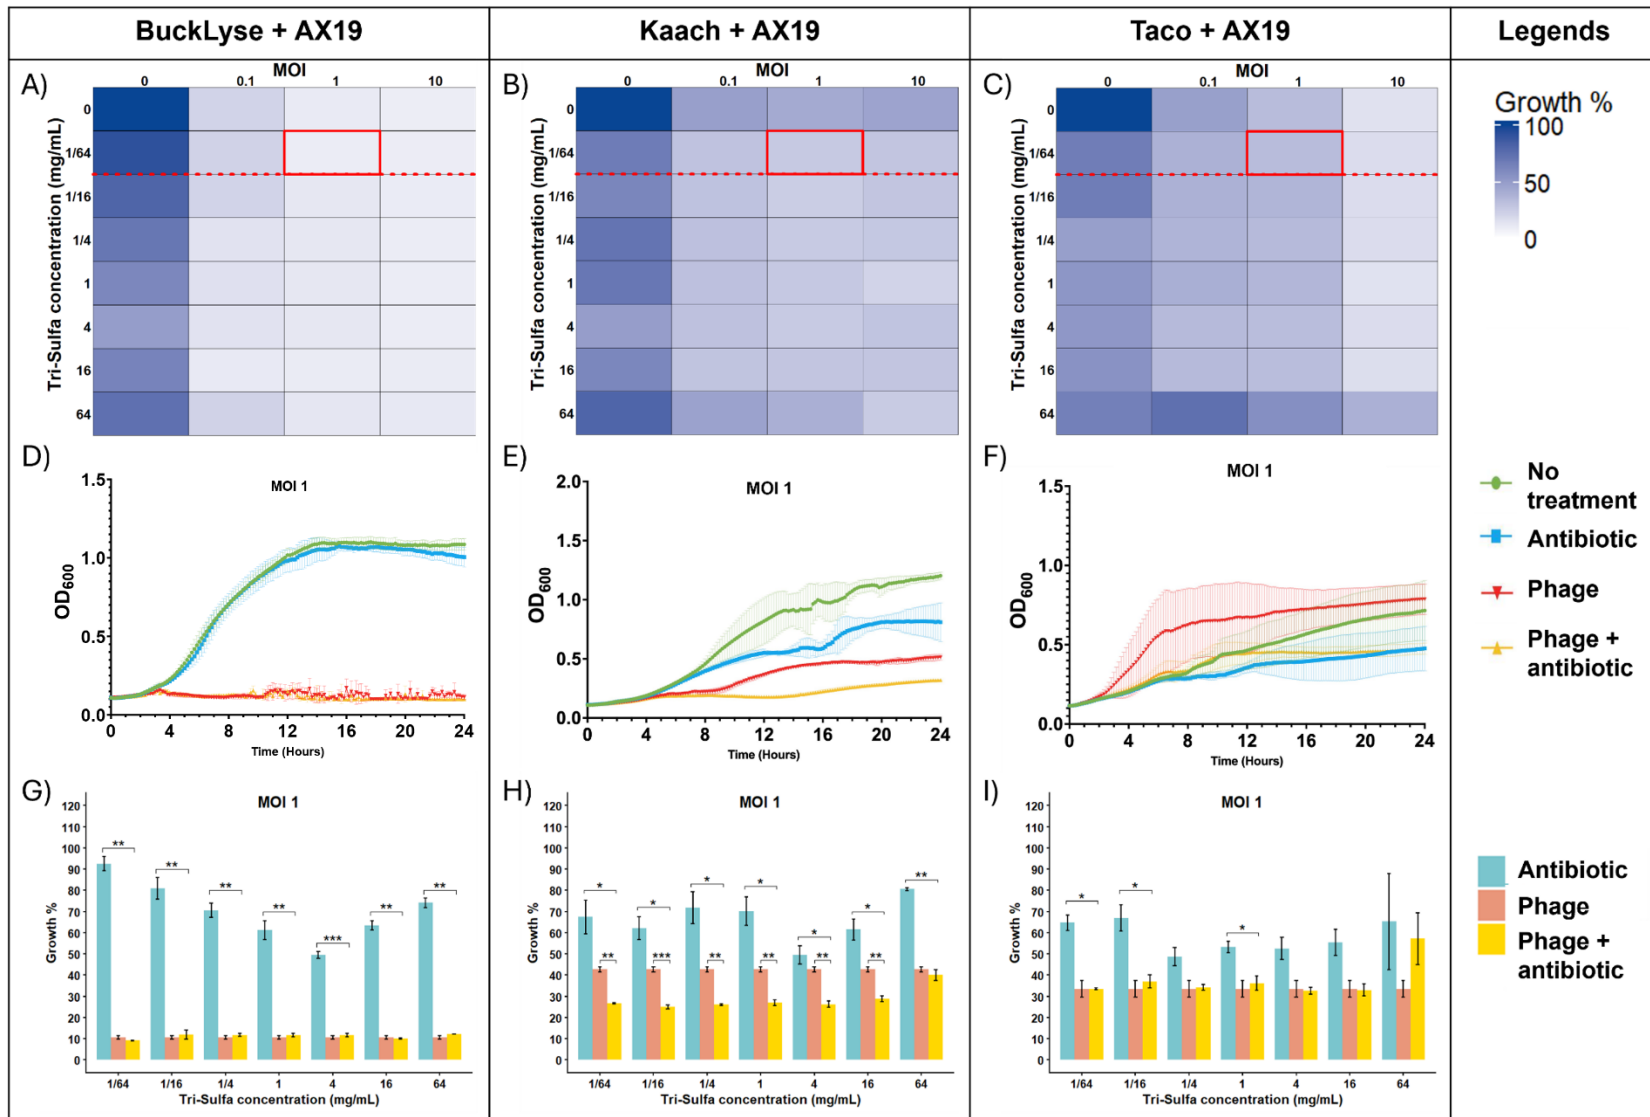 BuckLyse + AX19
Kaach + AX19
Taco + AX19
Legends
A)
MOI
0 0.1 1 10
Tri-Sulfa concentration (mg/mL)
0
1/64
1/16
1/4
1
4
16
64
B)
MOI
0 0.1 1 10
Tri-Sulfa concentration (mg/mL)
0
1/64
1/16
1/4
1
4
16
64
C)
MOI
0 0.1 1 10
Tri-Sulfa concentration (mg/mL)
0
1/64
1/16
1/4
1
4
16
64
Growth %
100
50
0
D)
MOI 1
OD600
1.5
1.0
0.5
0.0
0 4 8 12 16 20 24
Time (Hours)
E)
MOI 1
OD600
2.0
1.5
1.0
0.5
0.0
0 4 8 12 16 20 24
Time (Hours)
F)
MOI 1
OD600
1.5
1.0
0.5
0.0
0 4 8 12 16 20 24
Time (Hours)
No
treatment
Antibiotic
Phage
Phage +
antibiotic
G)
MOI 1
Growth %
120
110
100
90
80
70
60
50
40
30
20
10
0
** ** ** ** *** ** **
1/64 1/16 1/4 1 4 16 64
Tri-Sulfa concentration (mg/mL)
H)
MOI 1
Growth %
120
110
100
90
80
70
60
50
40
30
20
10
0
* * * * * * **
** *** ** ** ** **
1/64 1/16 1/4 1 4 16 64
Tri-Sulfa concentration (mg/mL)
I)
MOI 1
Growth %
120
110
100
90
80
70
60
50
40
30
20
10
0
* * *
1/64 1/16 1/4 1 4 16 64
Tri-Sulfa concentration (mg/mL)
Antibiotic
Phage
Phage +
antibiotic